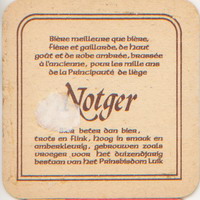 Bière meilleure que bière,
fière et gaillarde, de haut
goût et de robe ambrée, brassée
à l'ancienne, pour les mille ans
de la Principauté de Liège
Notger
beter dan bier,
trots en flink, hoog in smaak en
amberkleurig, gebrouwen zoals
vroeger voor het duizendjarig
bestaan van het Prinsbisdom Luik